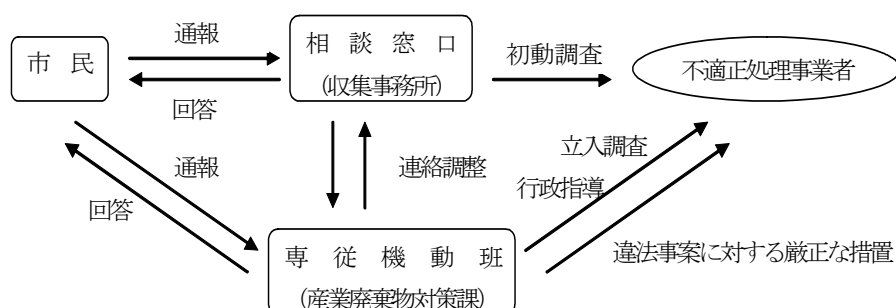 通報
相 談 窓 口
(収集事務所)
市 民
初動調査
不適正処理事業者
回答
通報
連絡調整
立入調査
行政指導
回答
専 従 機 動 班
(産業廃棄物対策課)
違法事案に対する厳正な措置